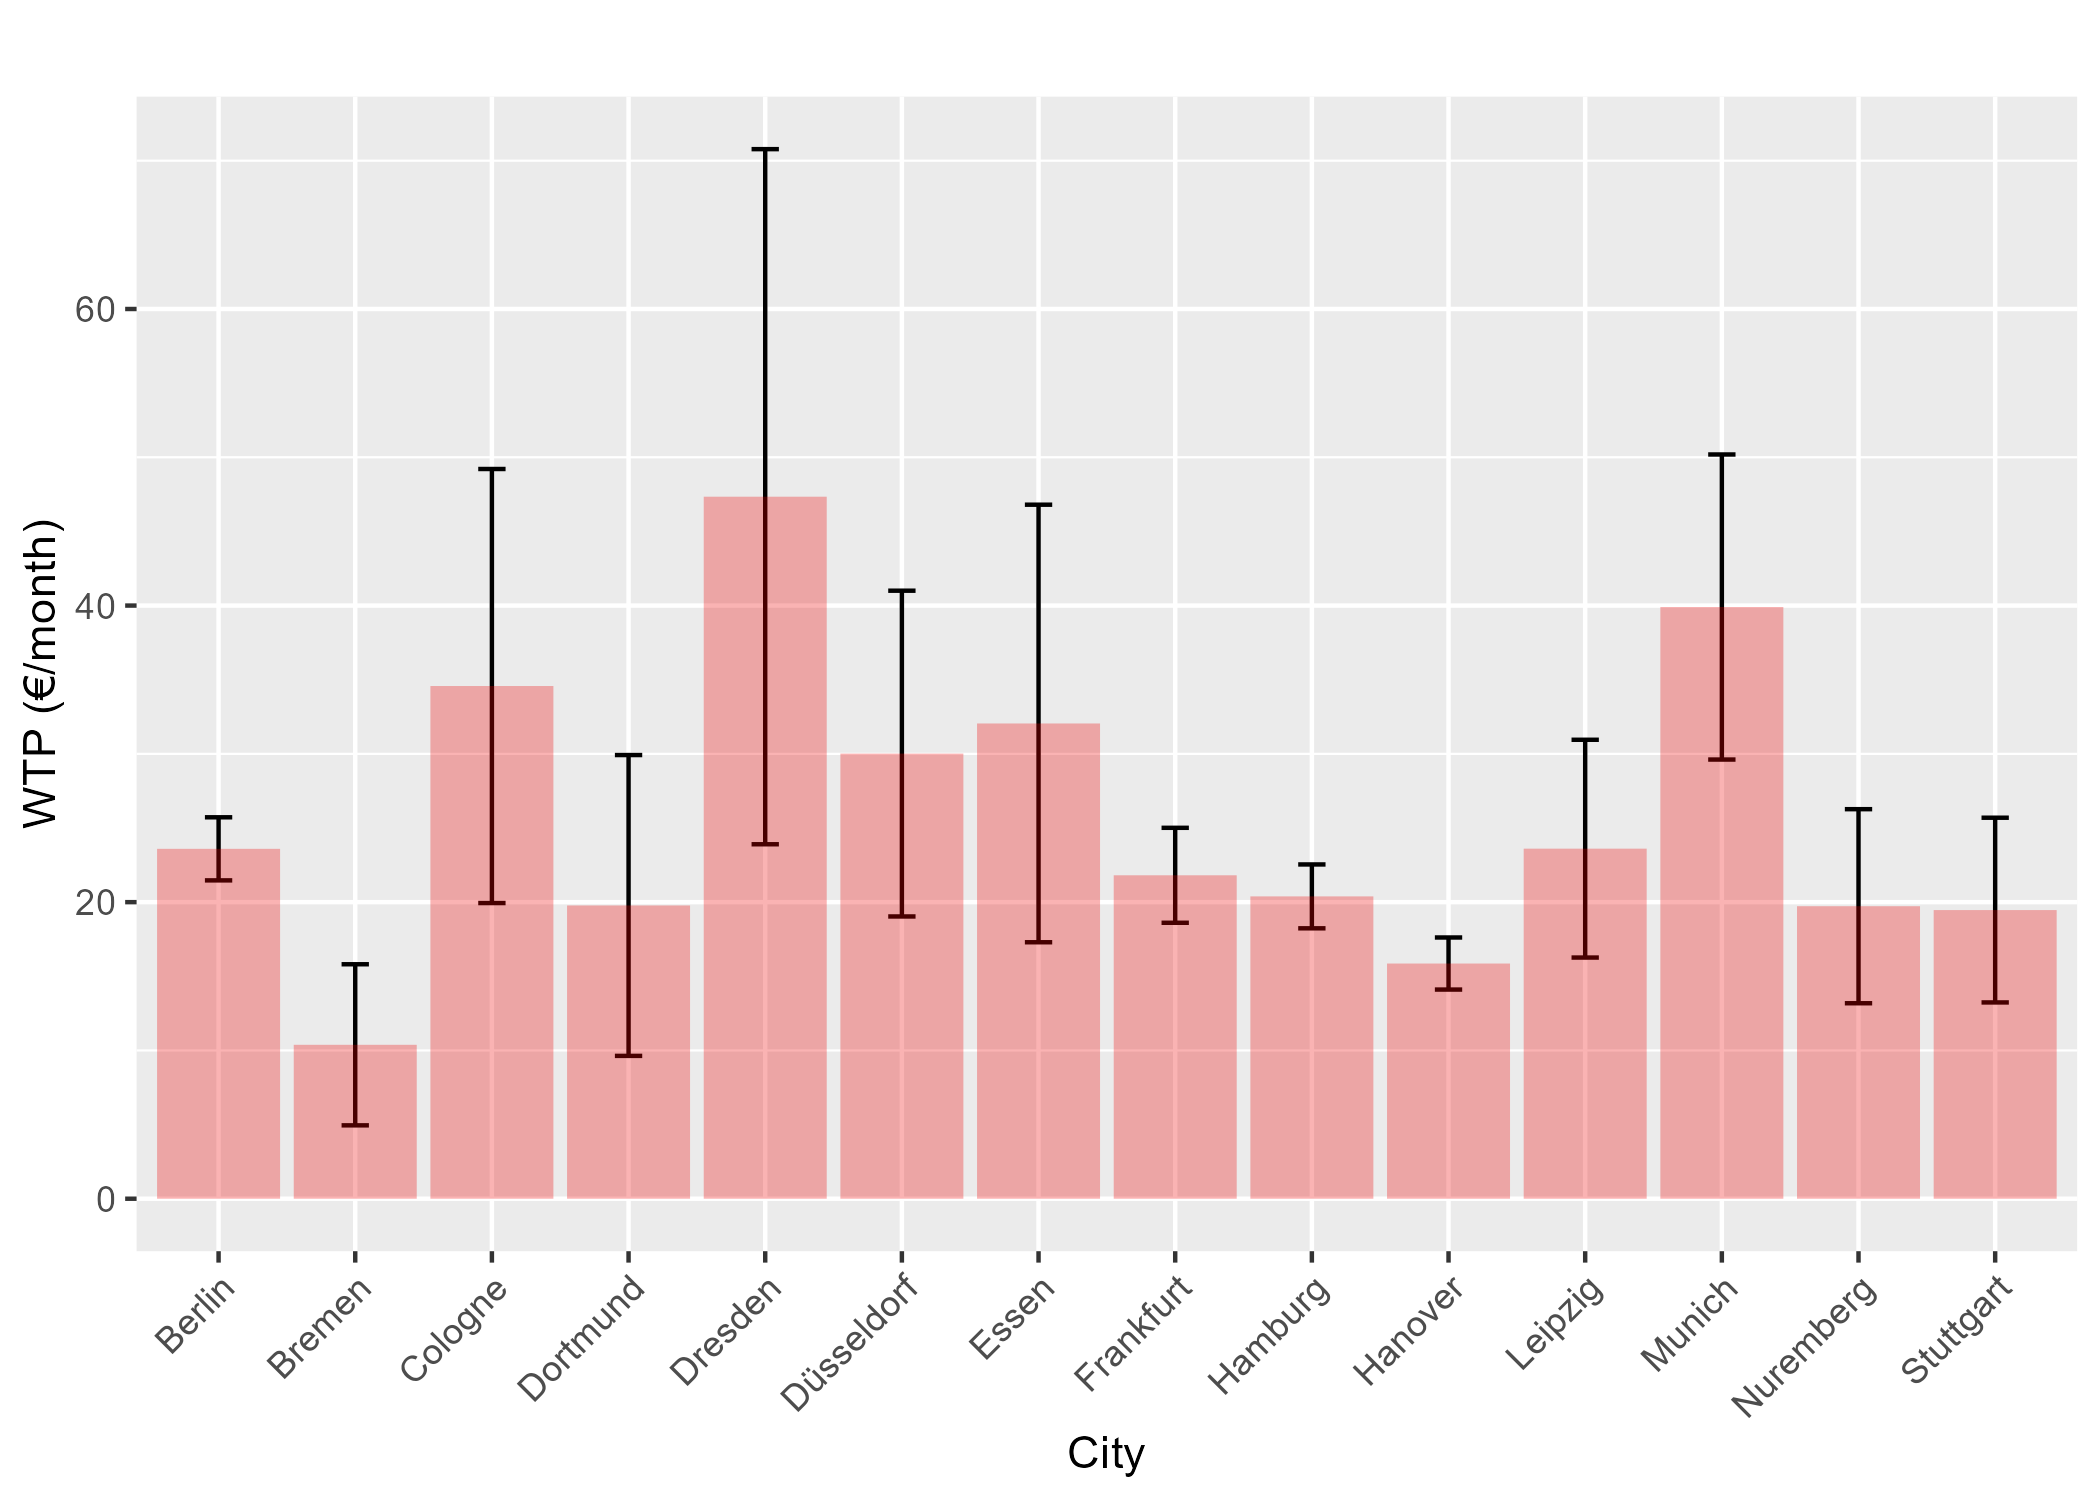 WTP (€/month)
60
40
20
0
Berlin
Bremen
Cologne
Dortmund
Dresden
Düsseldorf
Essen
Frankfurt
Hamburg
Hanover
Leipzig
Munich
Nuremberg
Stuttgart
City